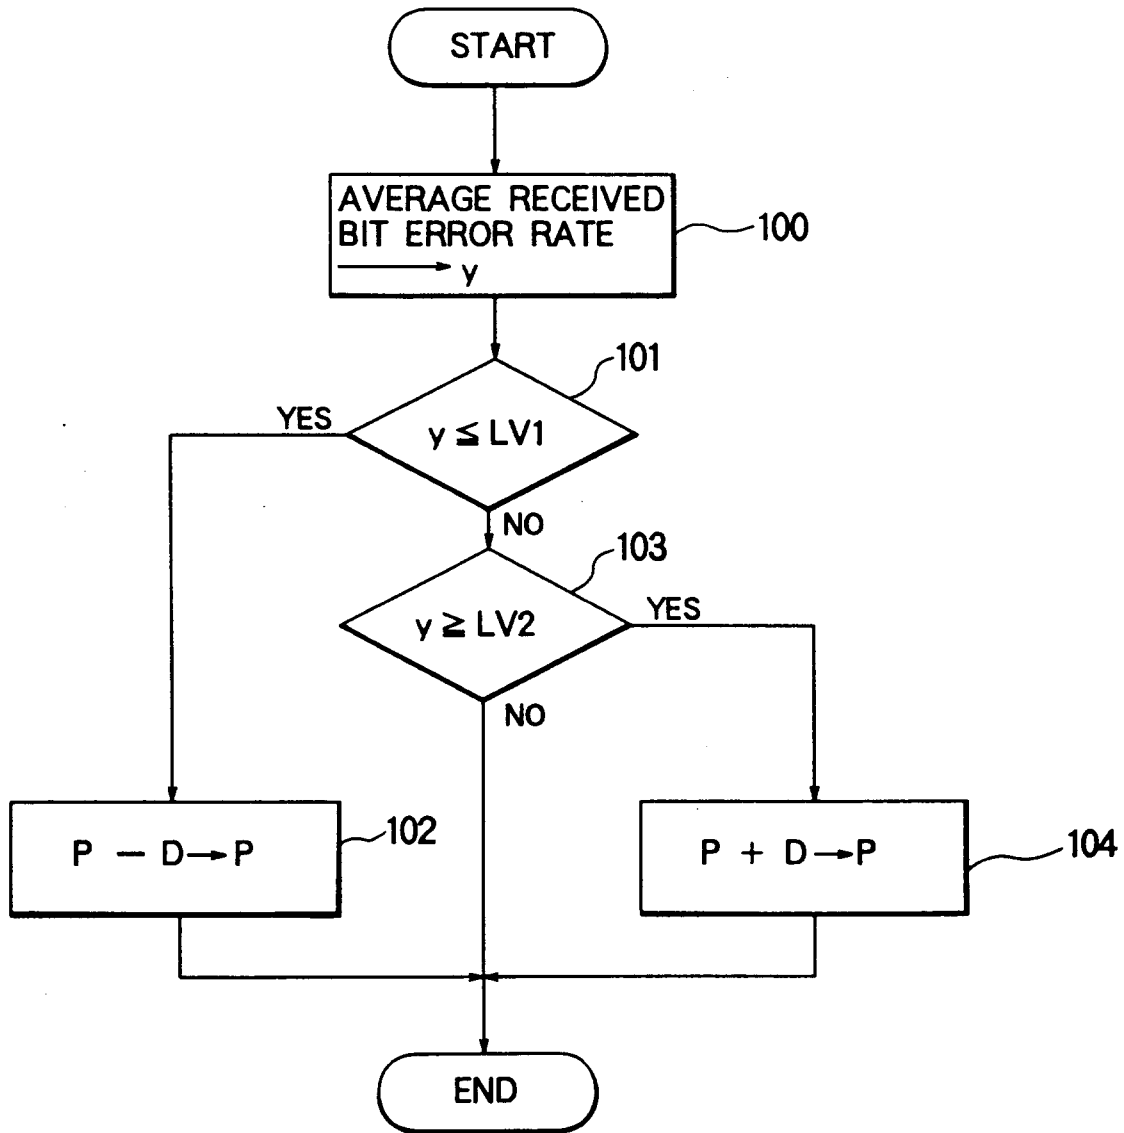 START
AVERAGE RECEIVED
BIT ERROR RATE
→ y
100
101
YES
y ≦ LV1
NO
103
YES
y ≧ LV2
NO
102
P − D → P
104
P + D → P
END